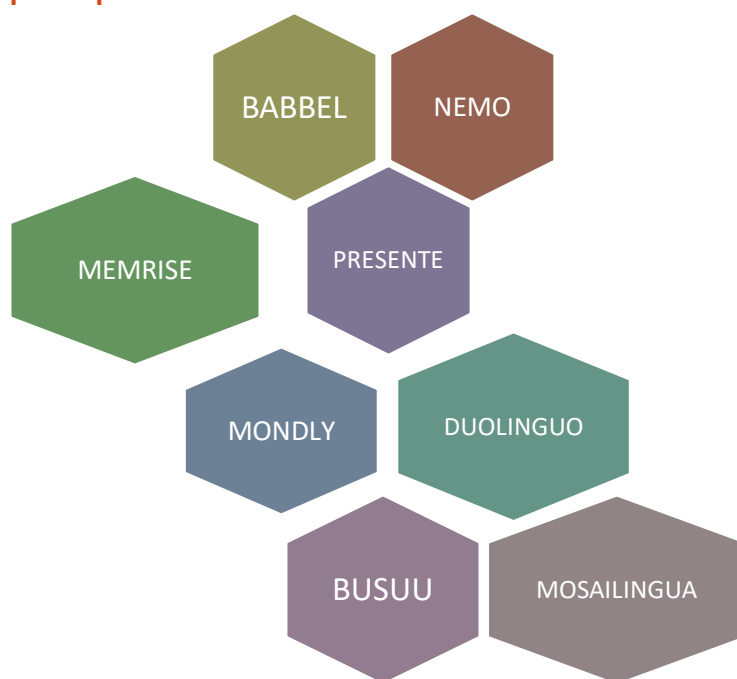 BABBEL
NEMO
MEMRISE
PRESENTE
MONDLY
DUOLINGUO
BUSUU
MOSAILINGUA